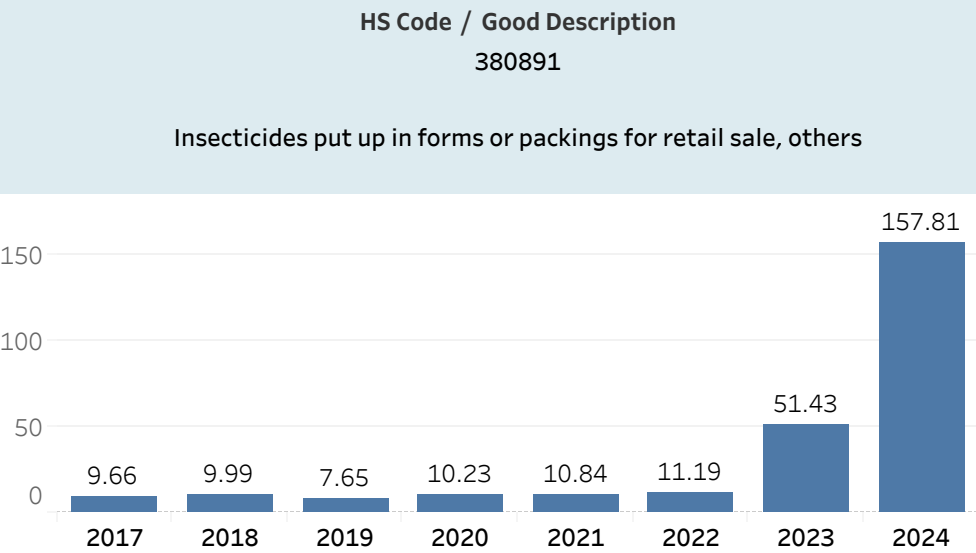 HS Code / Good Description
380891
Insecticides put up in forms or packings for retail sale, others
157.81
150
100
51.43
50
9.66 9.99 7.65 10.23 10.84 11.19
0
2017 2018 2019 2020 2021 2022 2023 2024